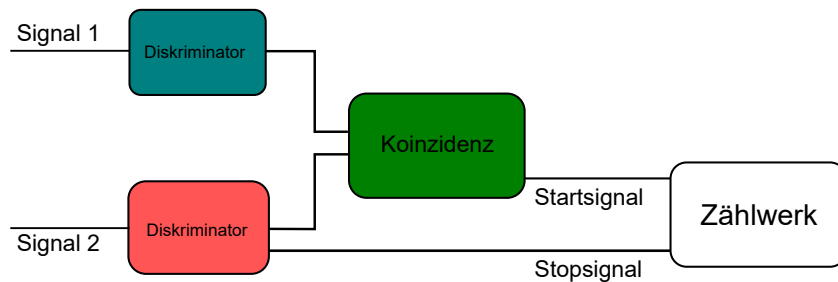 Signal 1
Diskriminator
Koinzidenz
Startsignal
Zählwerk
Diskriminator
Signal 2
Stopsignal